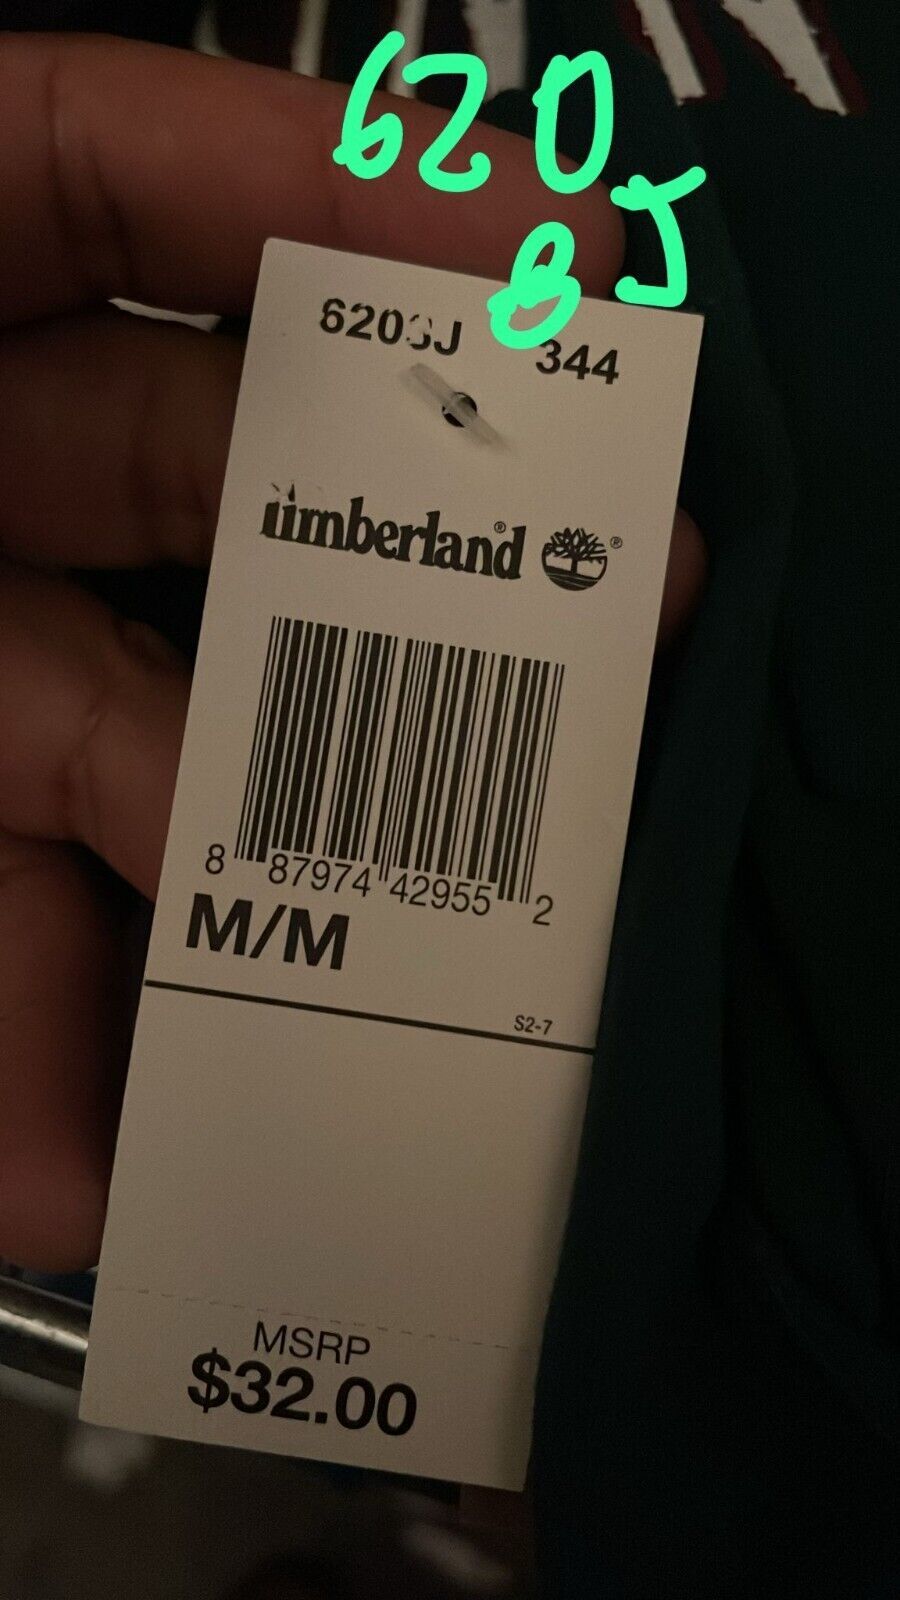 620
8J
620 J 344
Timberland®®
8 87974 42955 2
M/M
S2-7
MSRP
$32.00